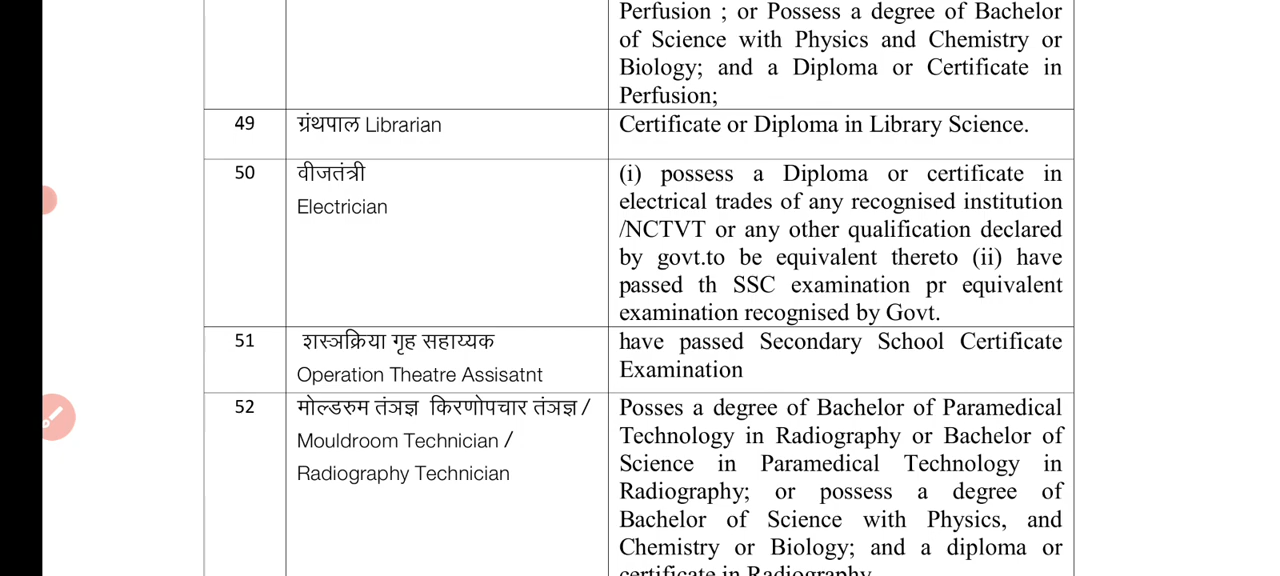 Perfusion ; or Possess a degree of Bachelor
of Science with Physics and Chemistry or
Biology; and a Diploma or Certificate in
Perfusion;
49
ग्रंथपाल Librarian
Certificate or Diploma in Library Science.
50
वीजतंत्री
Electrician
(i) possess a Diploma or certificate in
electrical trades of any recognised institution
/NCTVT or any other qualification declared
by govt.to be equivalent thereto (ii) have
passed th SSC examination pr equivalent
examination recognised by Govt.
51
शस्ञक्रिया गृह सहाय्यक
Operation Theatre Assisatnt
have passed Secondary School Certificate
Examination
52
मोल्डरुम तंञज्ञ किरणोपचार तंञज्ञ /
Mouldroom Technician /
Radiography Technician
Posses a degree of Bachelor of Paramedical
Technology in Radiography or Bachelor of
Science in Paramedical Technology in
Radiography; or possess a degree of
Bachelor of Science with Physics, and
Chemistry or Biology; and a diploma or
certificate in Radiography